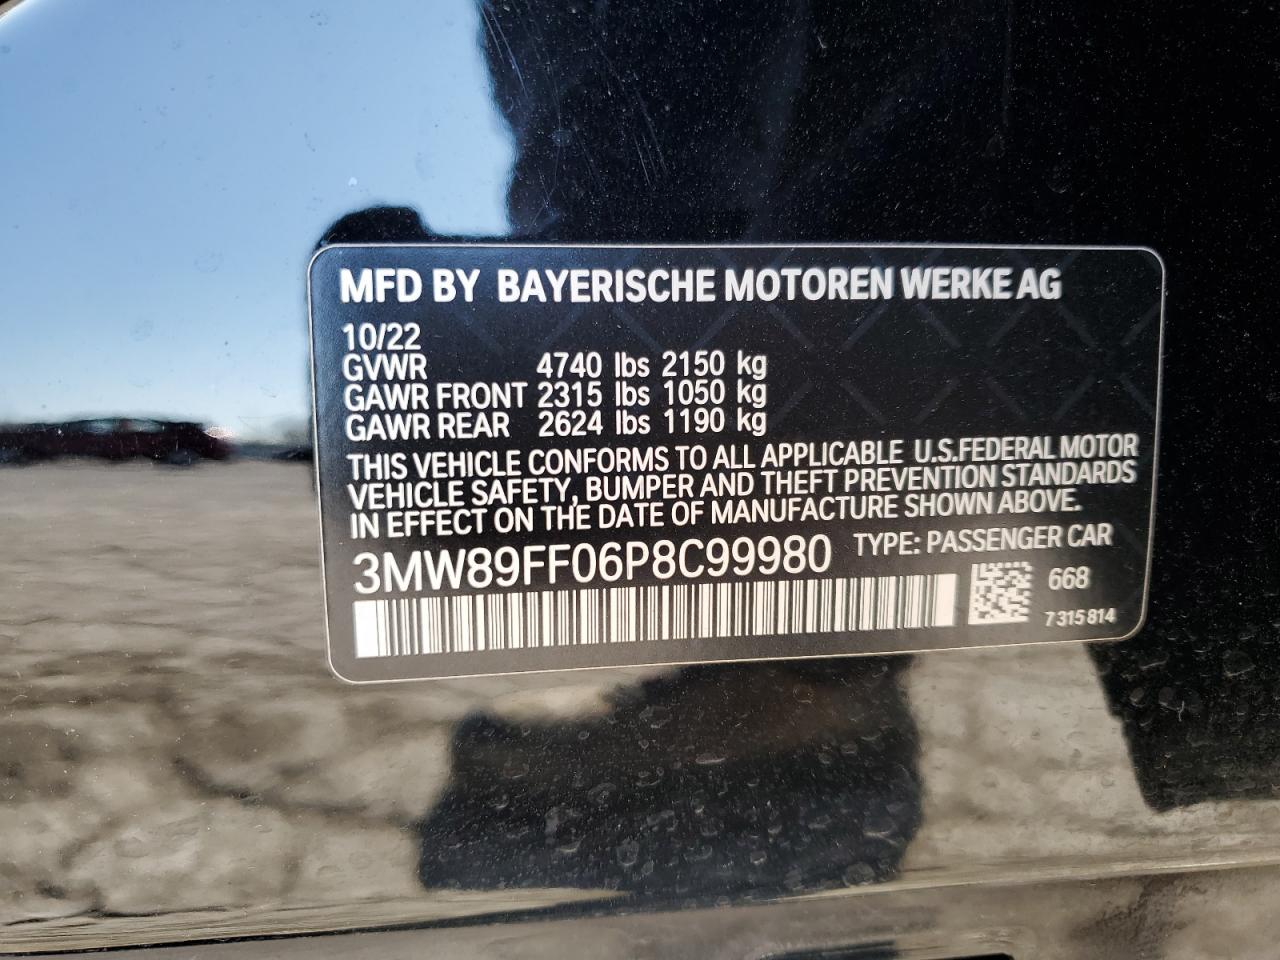 MFD BY BAYERISCHE MOTOREN WERKE AG
10/22
GVWR 4740 lbs 2150 kg
GAWR FRONT 2315 lbs 1050 kg
GAWR REAR 2624 lbs 1190 kg
THIS VEHICLE CONFORMS TO ALL APPLICABLE U.S.FEDERAL MOTOR
VEHICLE SAFETY, BUMPER AND THEFT PREVENTION STANDARDS
IN EFFECT ON THE DATE OF MANUFACTURE SHOWN ABOVE.
3MW89FF06P8C99980 TYPE: PASSENGER CAR
668
7315814